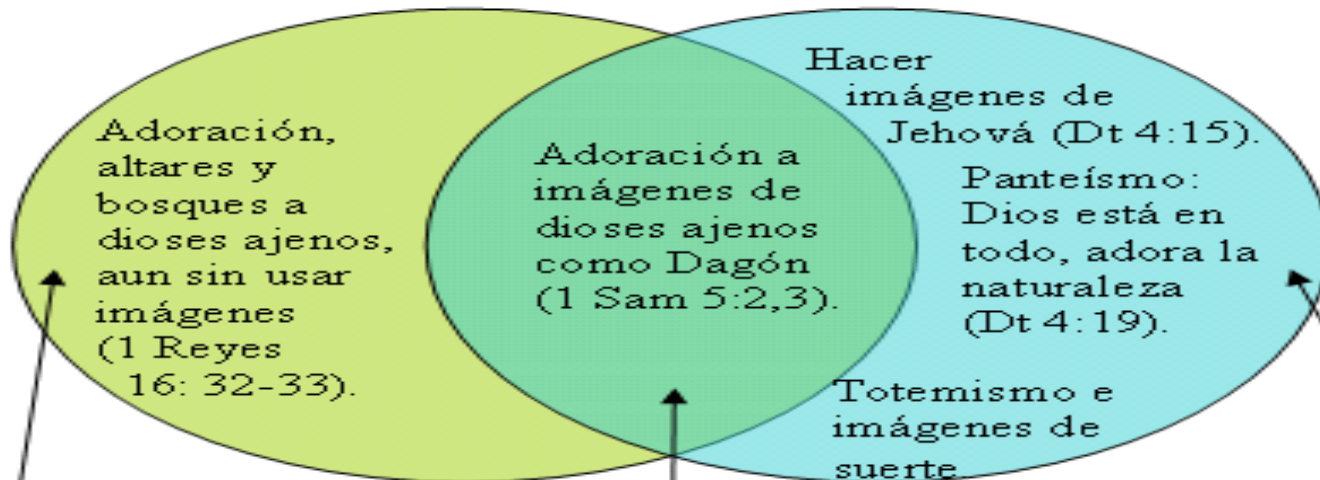 Adoración,
altares y
bosques a
dioses ajenos,
aun sin usar
imágenes
(1 Reyes
16: 32-33).
Adoración a
imágenes de
dioses ajenos
como Dagón
(1 Sam 5:2,3).
Hacer
imágenes de
Jehová (Dt 4:15).
Panteísmo:
Dios está en
todo, adora la
naturaleza
(Dt 4:19).
Totemismo e
imágenes de
suerte.